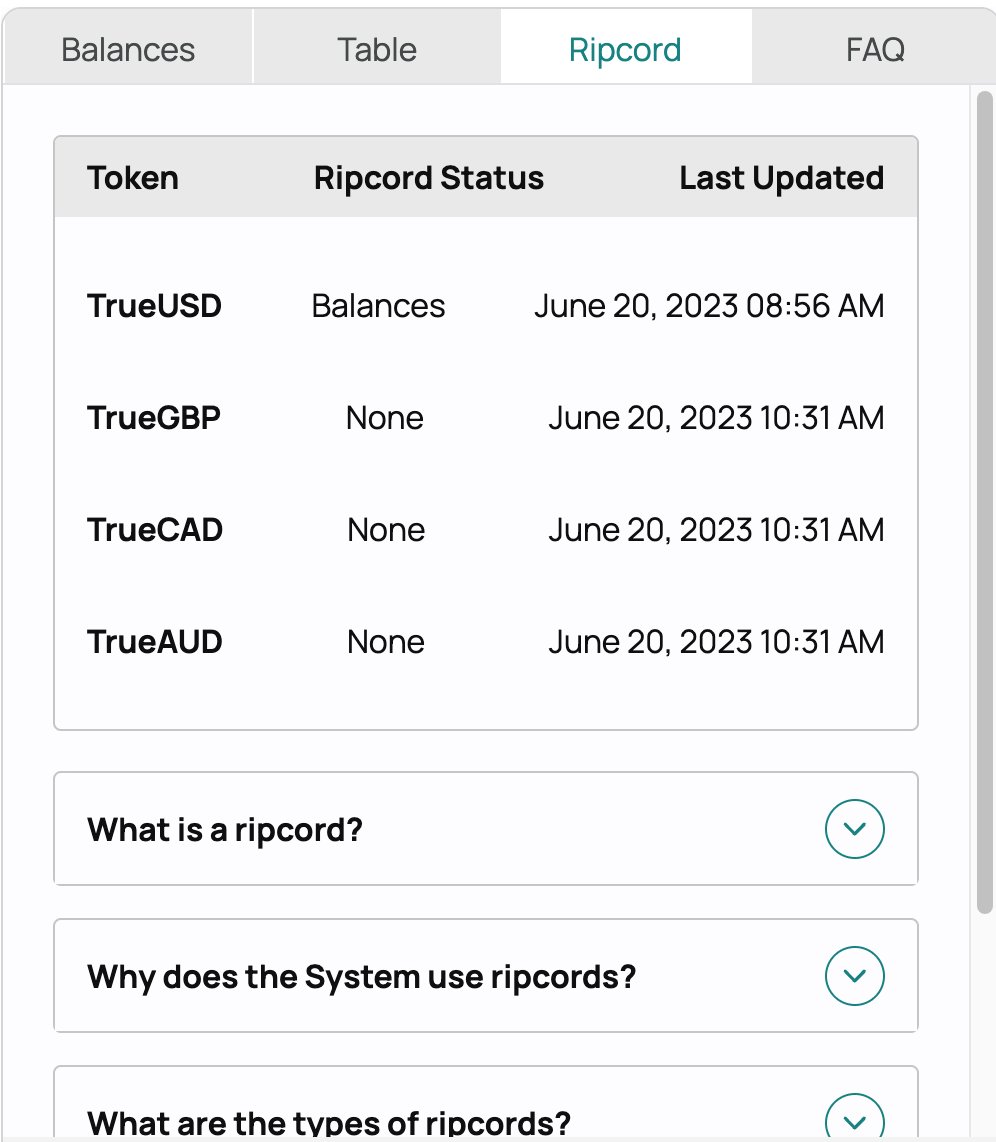 Balances Table Ripcord FAQ
Token Ripcord Status Last Updated
TrueUSD Balances June 20, 2023 08:56 AM
TrueGBP None June 20, 2023 10:31 AM
TrueCAD None June 20, 2023 10:31 AM
TrueAUD None June 20, 2023 10:31 AM
What is a ripcord?
Why does the System use ripcords?
What are the types of ripcords?